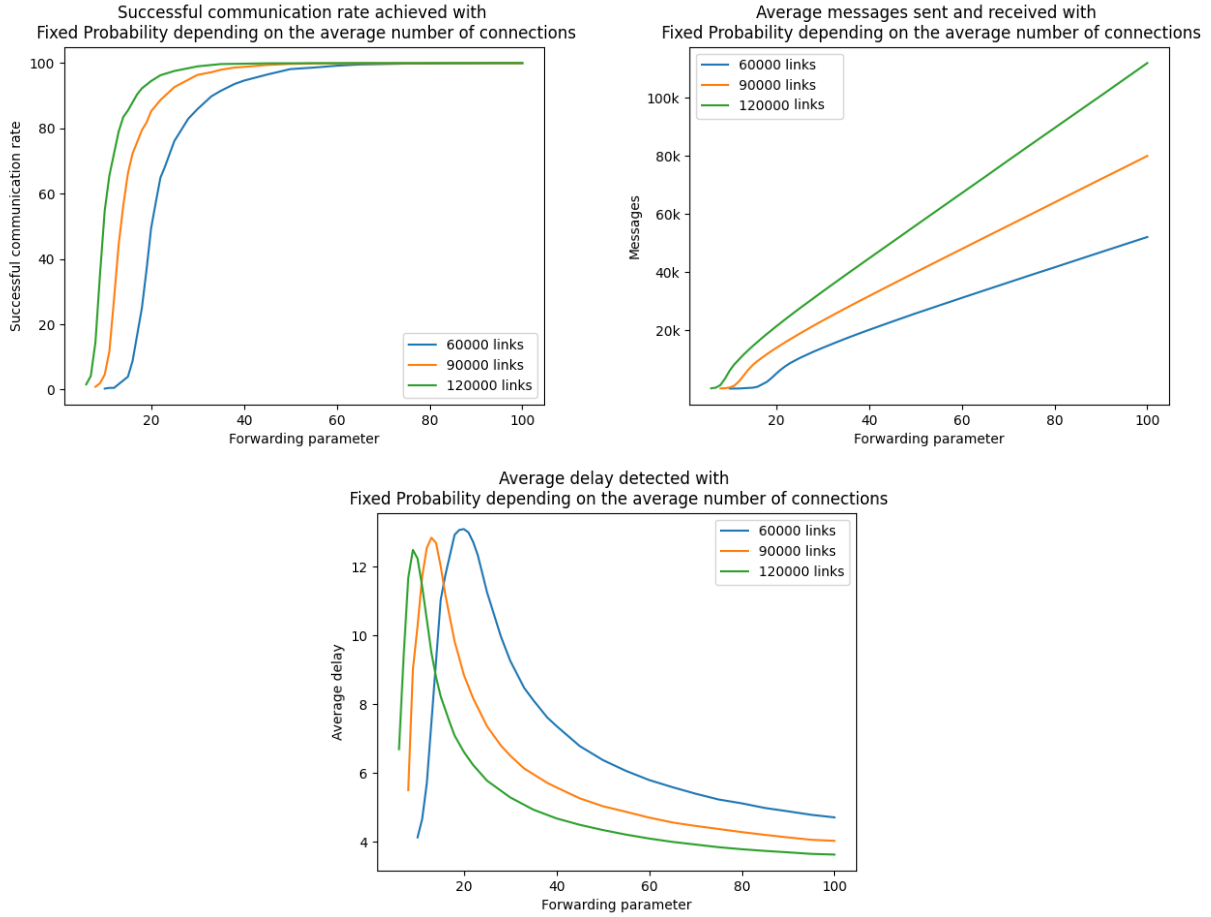 Successful communication rate achieved with
Fixed Probability depending on the average number of connections
100
80
60
40
20
0
Successful communication rate
60000 links
90000 links
120000 links
20
40
60
80
100
Forwarding parameter
Average messages sent and received with
Fixed Probability depending on the average number of connections
60000 links
90000 links
120000 links
100k
80k
60k
40k
20k
Messages
20
40
60
80
100
Forwarding parameter
Average delay detected with
Fixed Probability depending on the average number of connections
60000 links
90000 links
120000 links
12
10
8
6
4
Average delay
20
40
60
80
100
Forwarding parameter